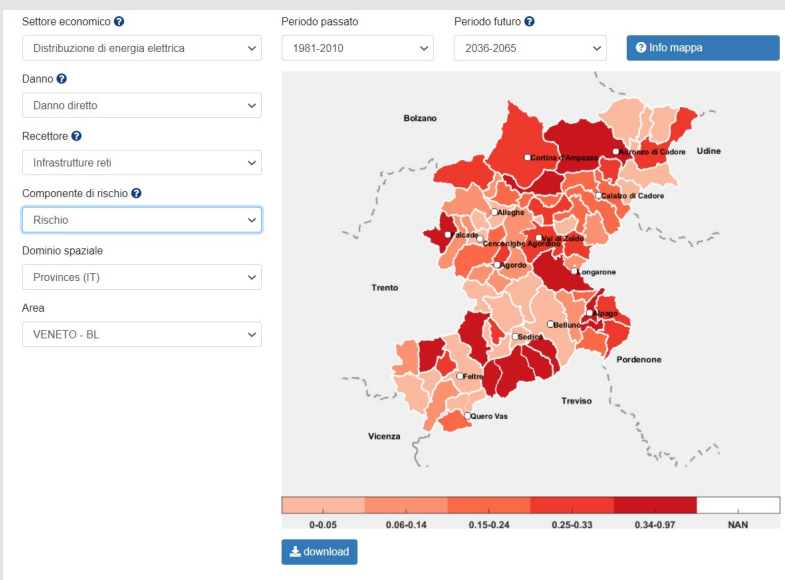 Settore economico ?
Distribuzione di energia elettrica
Danno ?
Danno diretto
Recettore ?
Infrastrutture reti
Componente di rischio ?
Rischio
Dominio spaziale
Provinces (IT)
Area
VENETO - BL
Periodo passato
1981-2010
Periodo futuro ?
2036-2065
? Info mappa
Bolzano
Udine
Auronzo di Cadore
Cortina d'Ampezzo
Calalzo di Cadore
Alleghe
Falcade
Val di Zoldo
Cencenighe Agordino
Agordo
Longarone
Trento
Alpago
Belluno
Sedico
Pordenone
Feltre
Treviso
Quero Vas
Vicenza
0-0.05 0.06-0.14 0.15-0.24 0.25-0.33 0.34-0.97 NAN
download